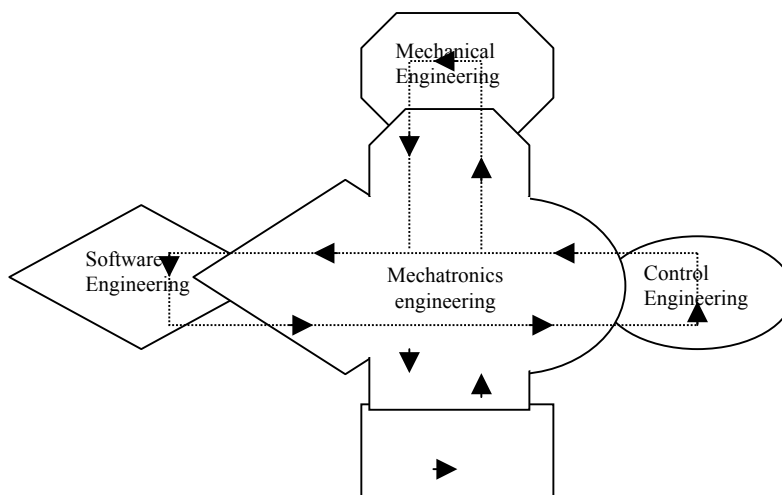 Mechanical
Engineering
Software
Engineering
Mechatronics
engineering
Control
Engineering